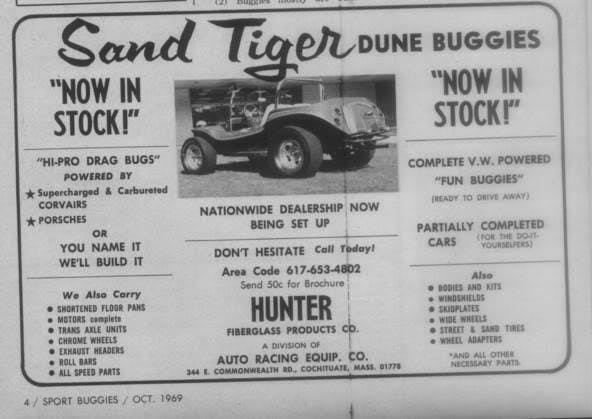 (2) Buggies mostly are
Sand Tiger DUNE BUGGIES
"NOW IN
STOCK!"
"HI-PRO DRAG BUGS"
POWERED BY
★ Supercharged & Carbureted
CORVAIRS
★ PORSCHES
OR
YOU NAME IT
WE'LL BUILD IT
We Also Carry
● SHORTENED FLOOR PANS
● MOTORS complete
● TRANS AXLE UNITS
● CHROME WHEELS
● EXHAUST HEADERS
● ROLL BARS
● ALL SPEED PARTS
NATIONWIDE DEALERSHIP NOW
BEING SET UP
DON'T HESITATE Call Today!
Area Code 617-653-4802
Send 50c for Brochure
HUNTER
FIBERGLASS PRODUCTS CO.
A DIVISION OF
AUTO RACING EQUIP. CO.
344 E. COMMONWEALTH RD., COCHITUATE, MASS. 01778
"NOW IN
STOCK!"
COMPLETE V.W. POWERED
"FUN BUGGIES"
(READY TO DRIVE AWAY)
PARTIALLY COMPLETED
CARS (FOR THE DO-IT-
YOURSELFERS)
Also
● BODIES AND KITS
● WINDSHIELDS
● SKIDPLATES
● WIDE WHEELS
● STREET & SAND TIRES
● WHEEL ADAPTERS
*AND ALL OTHER
NECESSARY PARTS.
4 / SPORT BUGGIES / OCT. 1969